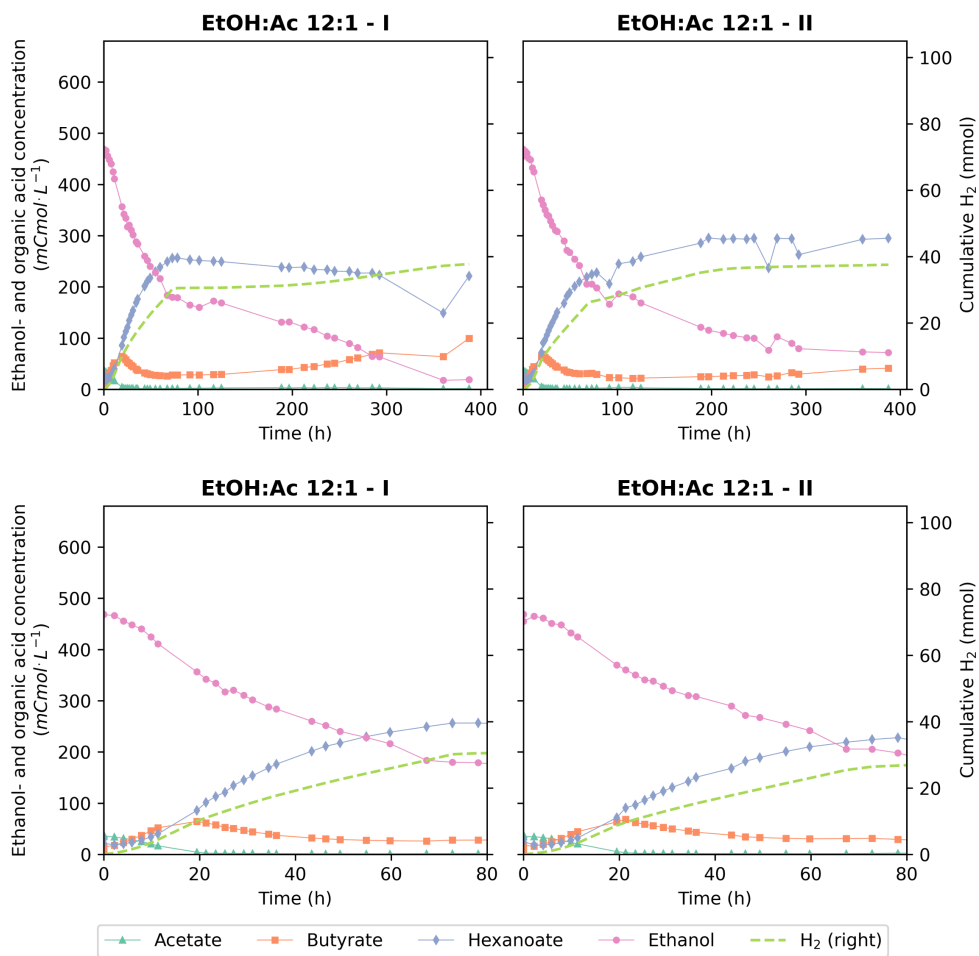 EtOH:Ac 12:1 - I
EtOH:Ac 12:1 - II
Ethanol- and organic acid concentration
(mCmol· L⁻¹)
600
500
400
300
200
100
0
0 100 200 300 400
Time (h)
0 100 200 300 400
Time (h)
100
80
60
40
20
0
Cumulative H₂ (mmol)
EtOH:Ac 12:1 - I
EtOH:Ac 12:1 - II
Ethanol- and organic acid concentration
(mCmol· L⁻¹)
600
500
400
300
200
100
0
0 20 40 60 80
Time (h)
0 20 40 60 80
Time (h)
100
80
60
40
20
0
Cumulative H₂ (mmol)
Acetate Butyrate Hexanoate Ethanol H₂ (right)